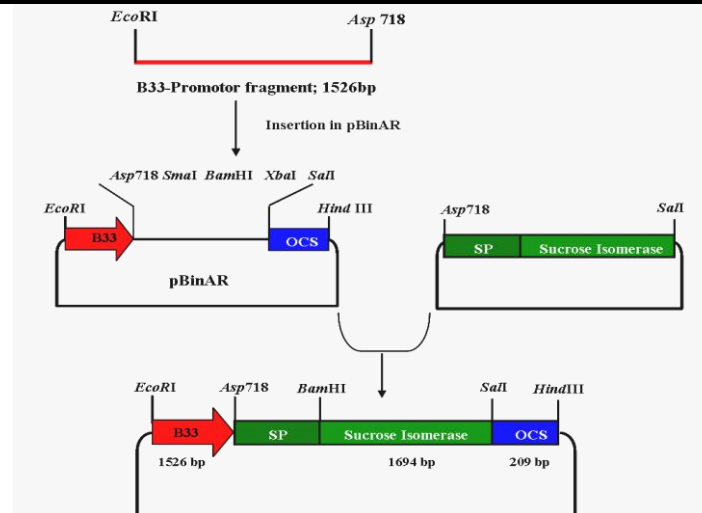 EcoRI Asp 718
B33-Promotor fragment; 1526bp
Insertion in pBinAR
Asp718 SmaI BamHI XbaI SalI
EcoRI Hind III
B33 OCS
pBinAR
Asp718 SalI
SP Sucrose Isomerase
EcoRI Asp718 BamHI SalI HindIII
B33 SP Sucrose Isomerase OCS
1526 bp 1694 bp 209 bp